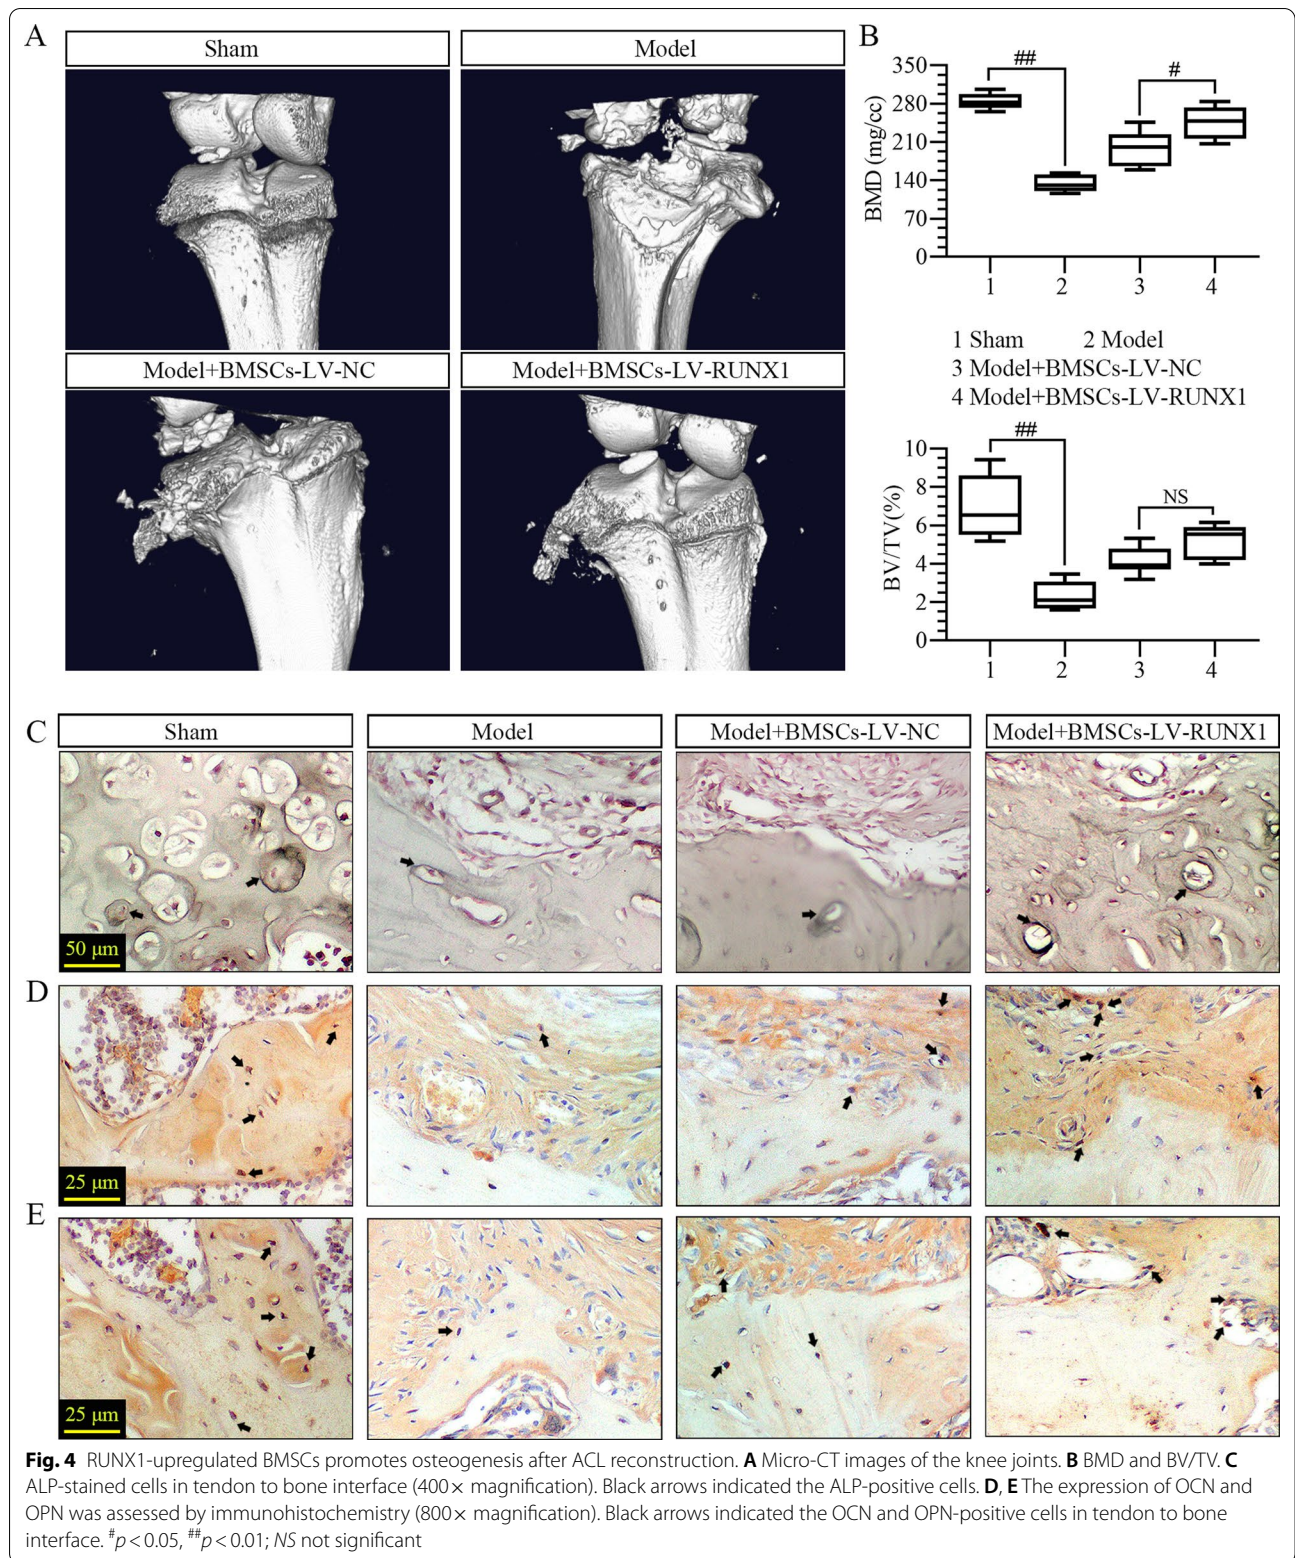 A
Sham
Model
Model+BMSCs-LV-NC
Model+BMSCs-LV-RUNX1
B
BMD (mg/cc)
350
280
210
140
70
0
##
#
1 2 3 4
1 Sham 2 Model
3 Model+BMSCs-LV-NC
4 Model+BMSCs-LV-RUNX1
BV/TV(%)
10
8
6
4
2
0
##
NS
1 2 3 4
C
Sham
Model
Model+BMSCs-LV-NC
Model+BMSCs-LV-RUNX1
50 μm
D
25 μm
E
25 μm
Fig. 4 RUNX1-upregulated BMSCs promotes osteogenesis after ACL reconstruction. A Micro-CT images of the knee joints. B BMD and BV/TV. C
ALP-stained cells in tendon to bone interface (400× magnification). Black arrows indicated the ALP-positive cells. D, E The expression of OCN and
OPN was assessed by immunohistochemistry (800× magnification). Black arrows indicated the OCN and OPN-positive cells in tendon to bone
interface. #p < 0.05, ##p < 0.01; NS not significant